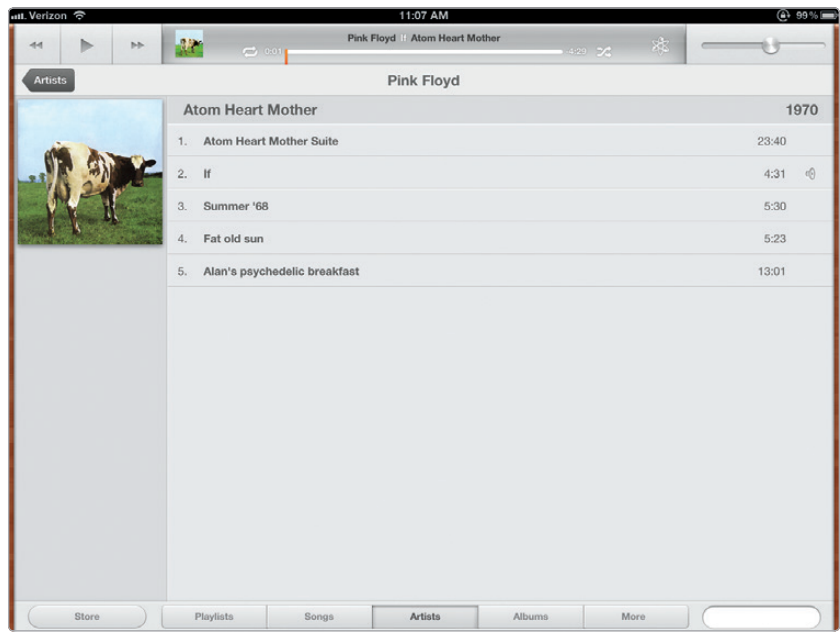 Verizon 11:07 AM 99%
Pink Floyd If Atom Heart Mother
0:01 4:29
Artists Pink Floyd
Atom Heart Mother 1970
1. Atom Heart Mother Suite 23:40
2. If 4:31
3. Summer '68 5:30
4. Fat old sun 5:23
5. Alan's psychedelic breakfast 13:01
Store Playlists Songs Artists Albums More